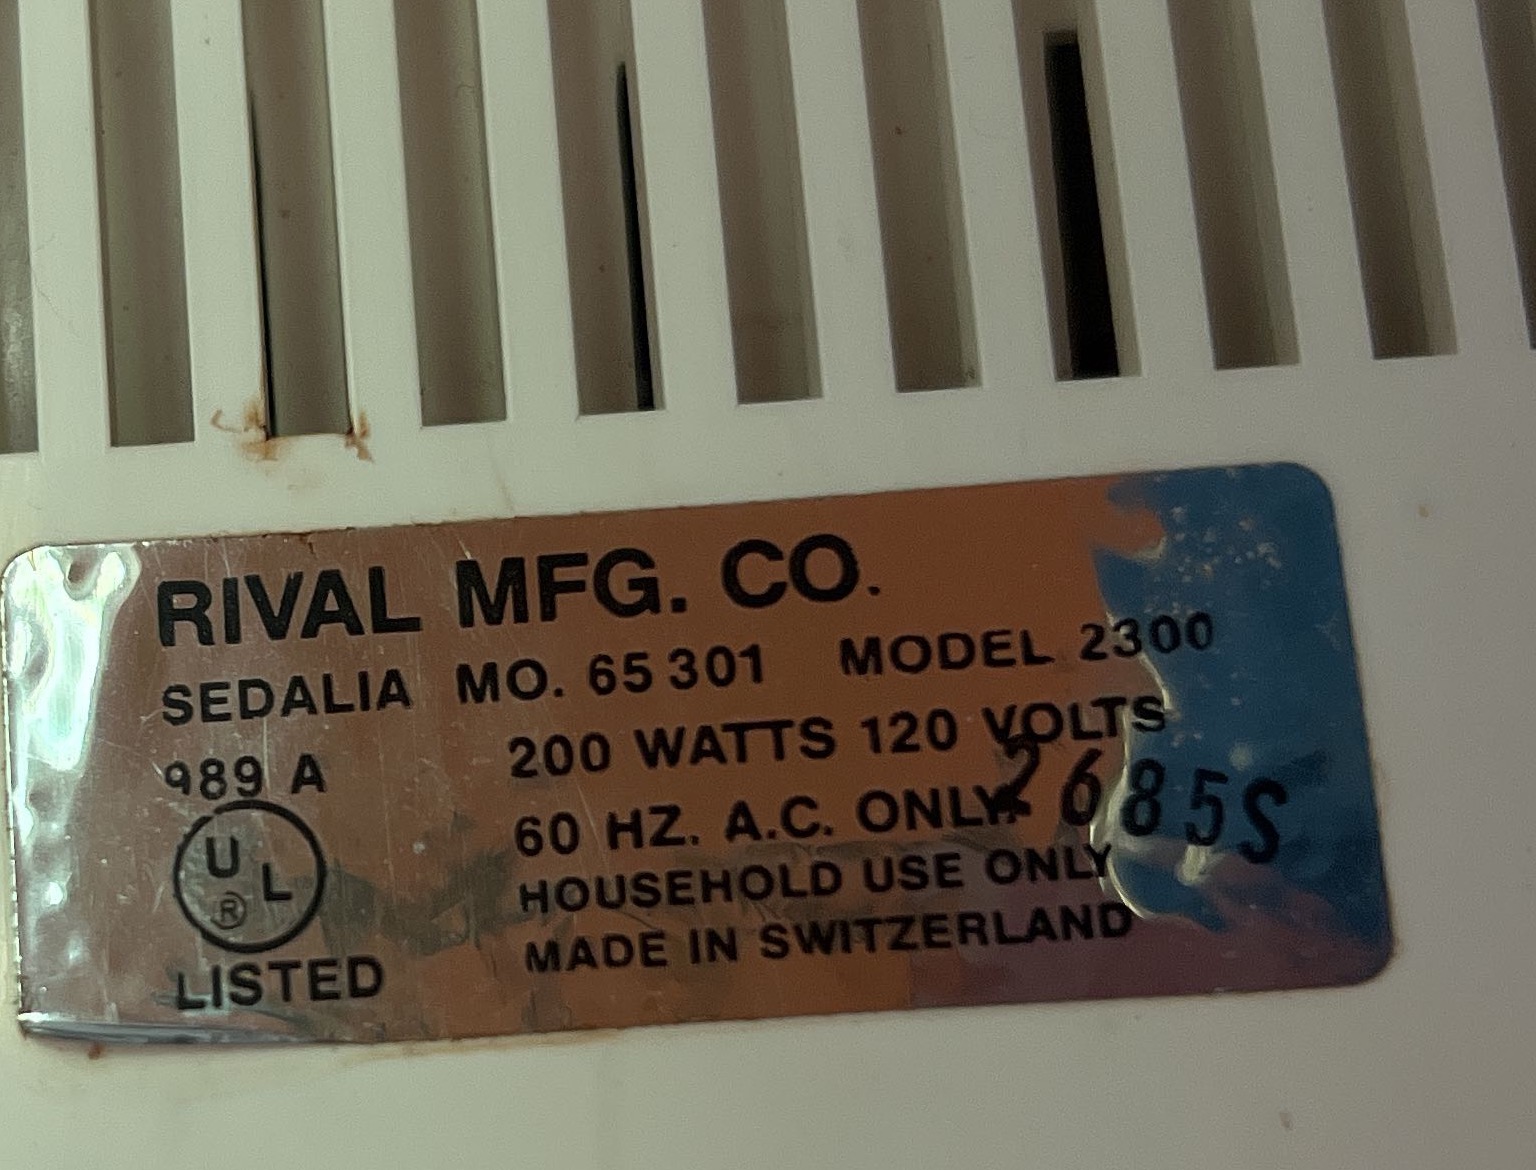 RIVAL MFG. CO.
SEDALIA MO. 65301 MODEL 2300
989 A 200 WATTS 120 VOLTS
60 HZ. A.C. ONLY 2685S
UL
®
HOUSEHOLD USE ONLY
LISTED MADE IN SWITZERLAND